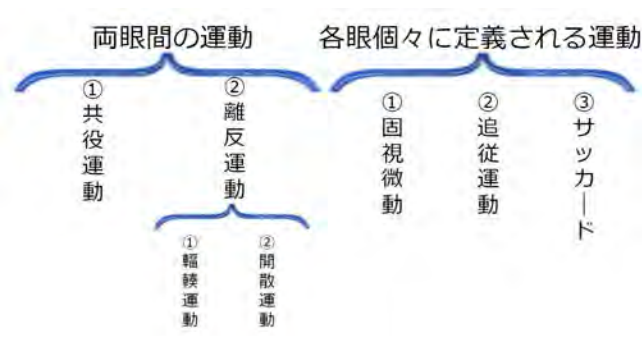 両眼間の運動
各眼個々に定義される運動
①共役運動
②離反運動
①固視微動
②追従運動
③サッカード
①輻輳運動
②開散運動